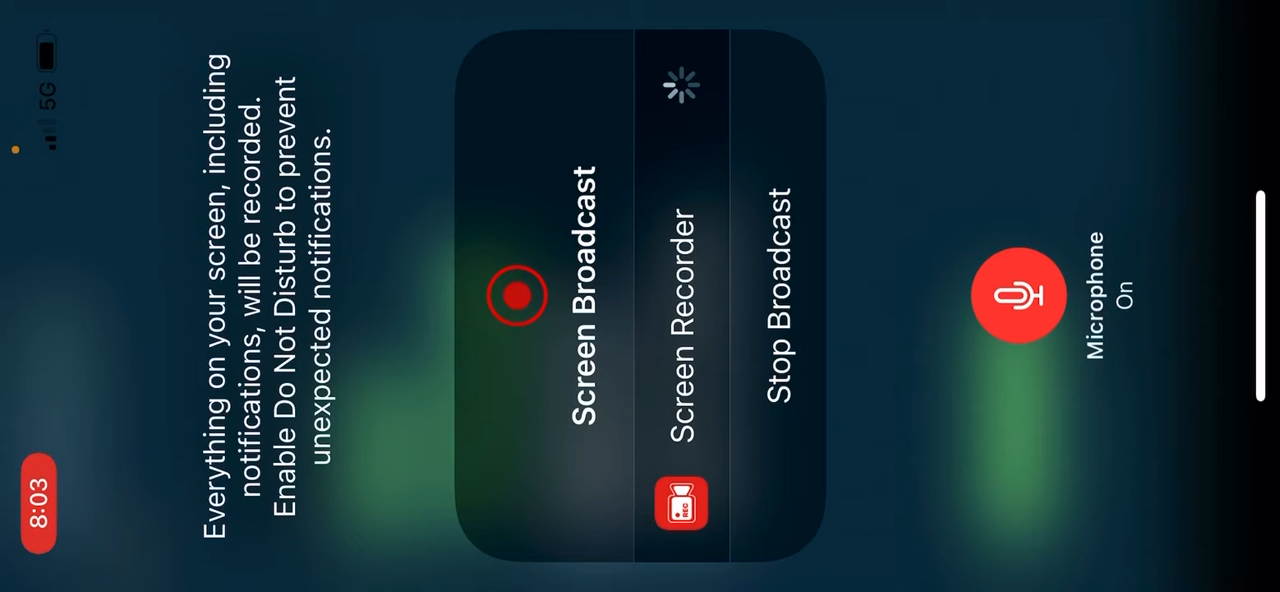 8:03
5G
Everything on your screen, including
notifications, will be recorded.
Enable Do Not Disturb to prevent
unexpected notifications.
Screen Broadcast
REC
Screen Recorder
Stop Broadcast
Microphone
On